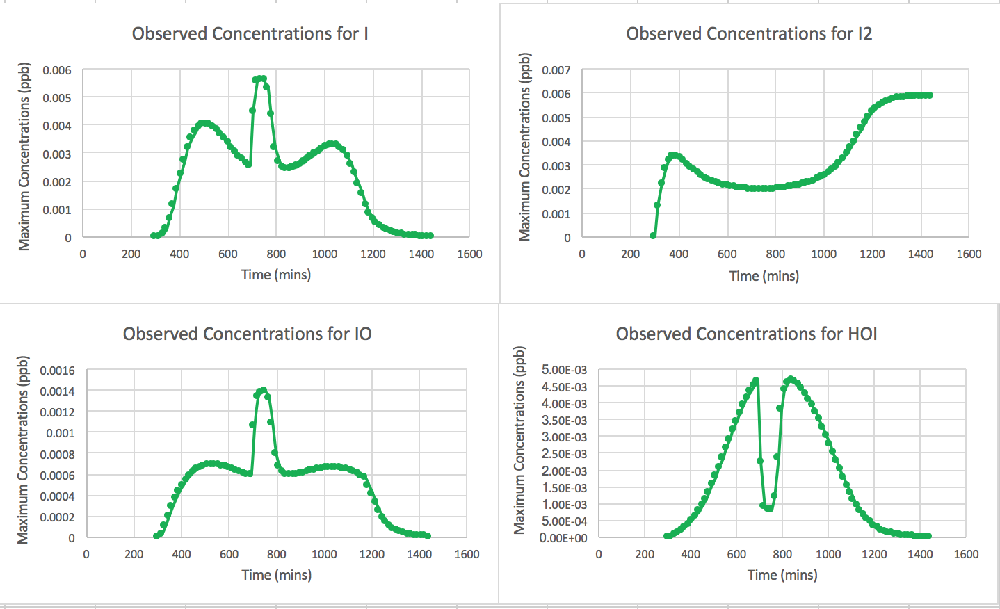 Observed Concentrations for I
Maximum Concentrations (ppb)
0.006
0.005
0.004
0.003
0.002
0.001
0
0 200 400 600 800 1000 1200 1400 1600
Time (mins)
Observed Concentrations for I2
Maximum Concentrations (ppb)
0.007
0.006
0.005
0.004
0.003
0.002
0.001
0
0 200 400 600 800 1000 1200 1400 1600
Time (mins)
Observed Concentrations for IO
Maximum Concentrations (ppb)
0.0016
0.0014
0.0012
0.001
0.0008
0.0006
0.0004
0.0002
0
0 200 400 600 800 1000 1200 1400 1600
Time (mins)
Observed Concentrations for HOI
Maximum Concentrations (ppb)
5.00E-03
4.50E-03
4.00E-03
3.50E-03
3.00E-03
2.50E-03
2.00E-03
1.50E-03
1.00E-03
5.00E-04
0.00E+00
0 200 400 600 800 1000 1200 1400 1600
Time (mins)